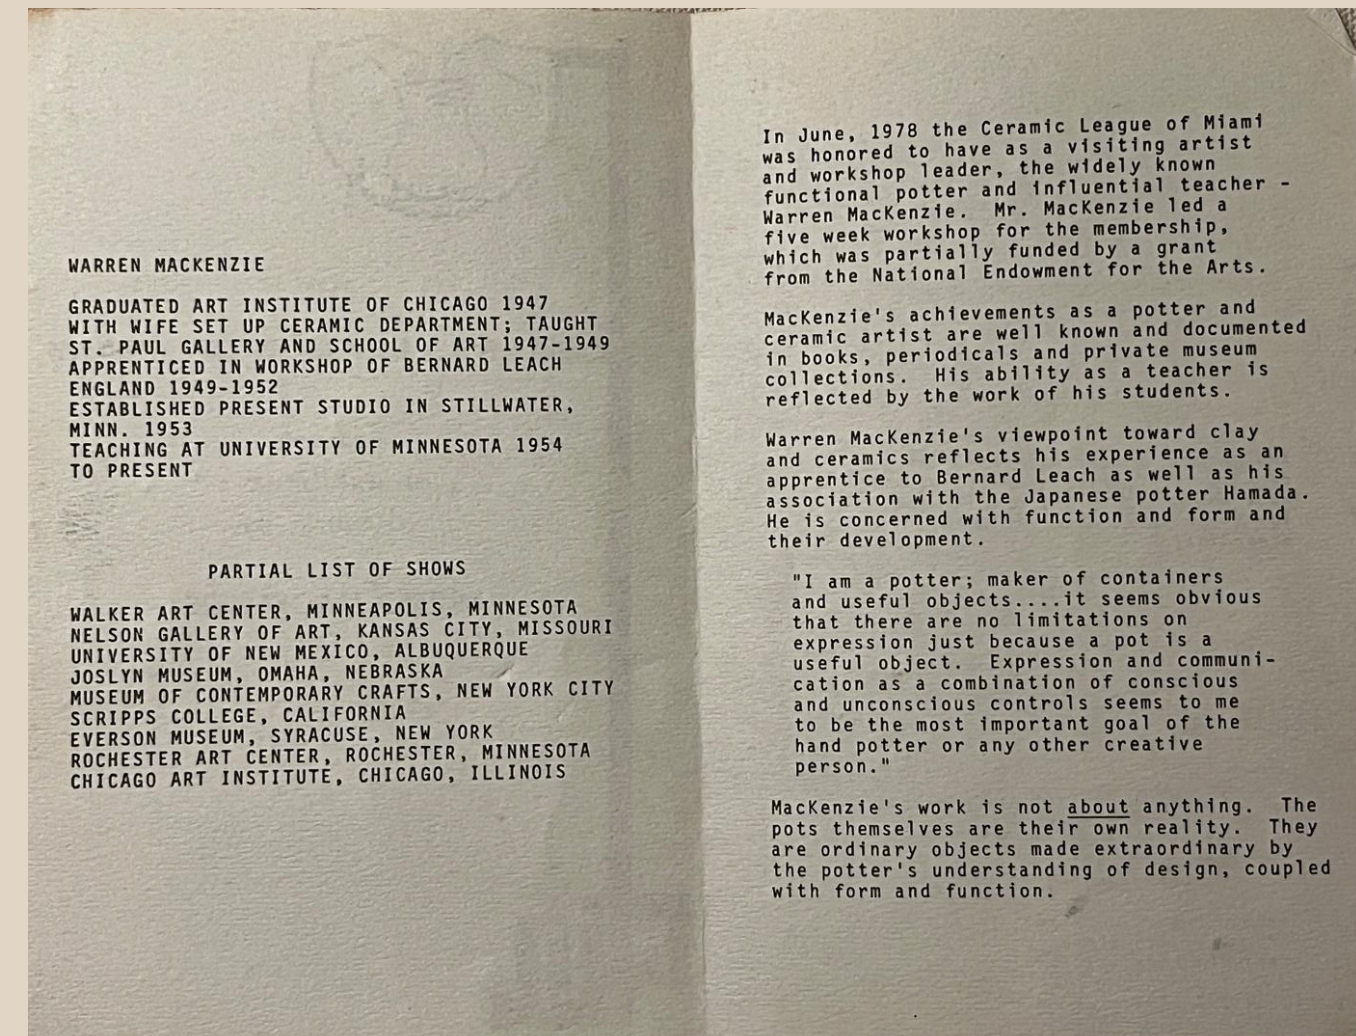 WARREN MACKENZIE
GRADUATED ART INSTITUTE OF CHICAGO 1947
WITH WIFE SET UP CERAMIC DEPARTMENT; TAUGHT
ST. PAUL GALLERY AND SCHOOL OF ART 1947-1949
APPRENTICED IN WORKSHOP OF BERNARD LEACH
ENGLAND 1949-1952
ESTABLISHED PRESENT STUDIO IN STILLWATER,
MINN. 1953
TEACHING AT UNIVERSITY OF MINNESOTA 1954
TO PRESENT
PARTIAL LIST OF SHOWS
WALKER ART CENTER, MINNEAPOLIS, MINNESOTA
NELSON GALLERY OF ART, KANSAS CITY, MISSOURI
UNIVERSITY OF NEW MEXICO, ALBUQUERQUE
JOSLYN MUSEUM, OMAHA, NEBRASKA
MUSEUM OF CONTEMPORARY CRAFTS, NEW YORK CITY
SCRIPPS COLLEGE, CALIFORNIA
EVERSON MUSEUM, SYRACUSE, NEW YORK
ROCHESTER ART CENTER, ROCHESTER, MINNESOTA
CHICAGO ART INSTITUTE, CHICAGO, ILLINOIS
In June, 1978 the Ceramic League of Miami
was honored to have as a visiting artist
and workshop leader, the widely known
functional potter and influential teacher -
Warren MacKenzie.  Mr. MacKenzie led a
five week workshop for the membership,
which was partially funded by a grant
from the National Endowment for the Arts.
MacKenzie's achievements as a potter and
ceramic artist are well known and documented
in books, periodicals and private museum
collections.  His ability as a teacher is
reflected by the work of his students.
Warren MacKenzie's viewpoint toward clay
and ceramics reflects his experience as an
apprentice to Bernard Leach as well as his
association with the Japanese potter Hamada.
He is concerned with function and form and
their development.
"I am a potter; maker of containers
and useful objects....it seems obvious
that there are no limitations on
expression just because a pot is a
useful object.  Expression and communi-
cation as a combination of conscious
and unconscious controls seems to me
to be the most important goal of the
hand potter or any other creative
person."
MacKenzie's work is not about anything.  The
pots themselves are their own reality.  They
are ordinary objects made extraordinary by
the potter's understanding of design, coupled
with form and function.